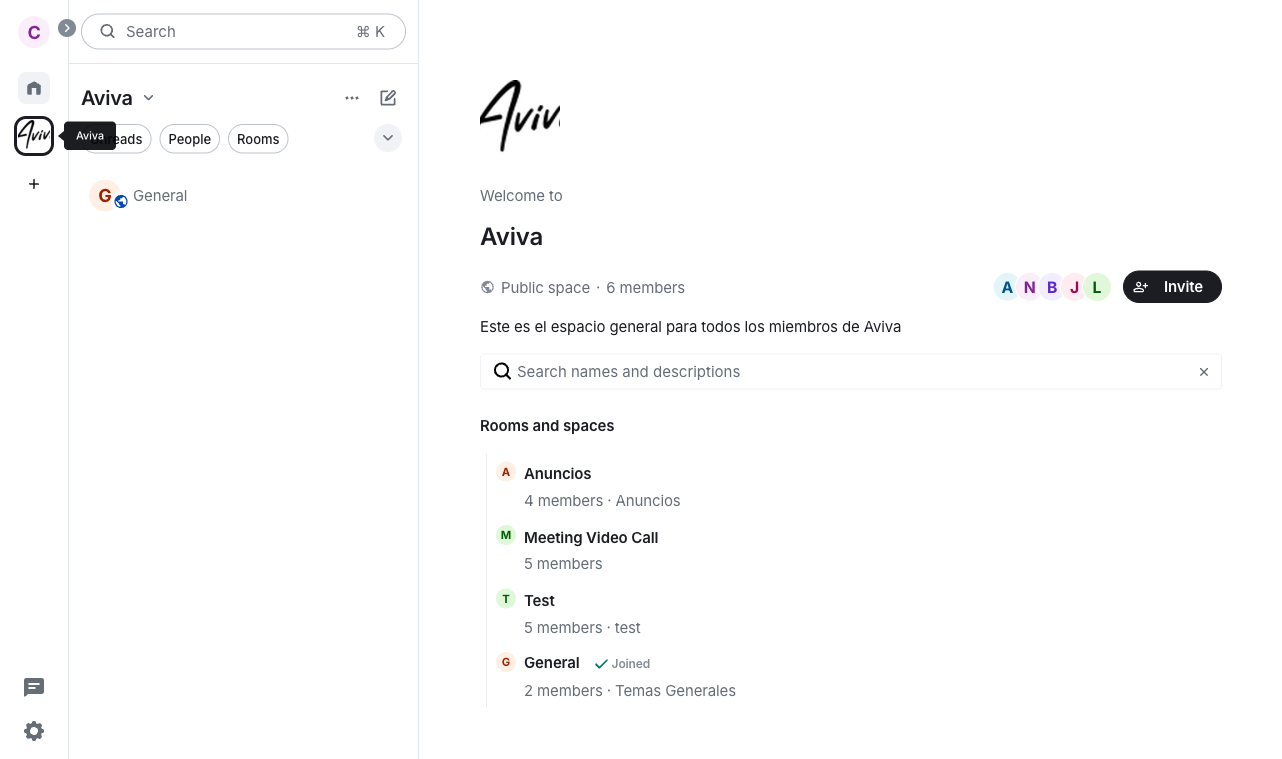 C
Search ⌘ K
Aviva
Aviva
reads People Rooms
G General
Aviv
Welcome to
Aviva
Public space · 6 members
A N B J L Invite
Este es el espacio general para todos los miembros de Aviva
Search names and descriptions
Rooms and spaces
A Anuncios
4 members · Anuncios
M Meeting Video Call
5 members
T Test
5 members · test
G General Joined
2 members · Temas Generales